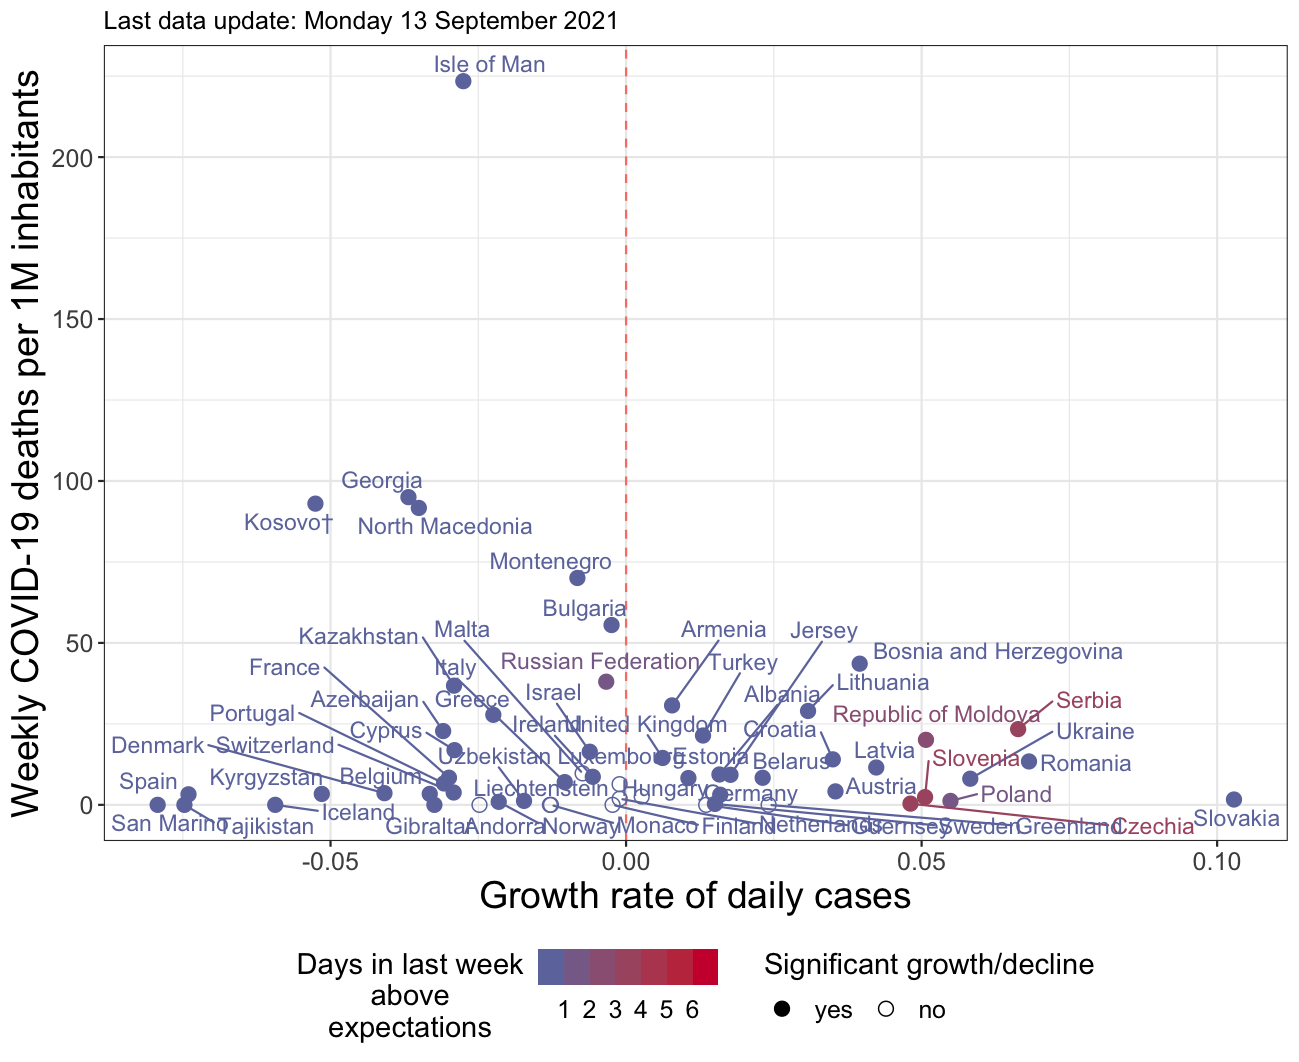 Last data update: Monday 13 September 2021
Weekly COVID-19 deaths per 1M inhabitants
200
150
100
50
0
Isle of Man
Georgia
Kosovo†
North Macedonia
Montenegro
Bulgaria
Kazakhstan
Malta
Armenia
Jersey
France
Italy
Russian Federation
Turkey
Bosnia and Herzegovina
Azerbaijan
Greece
Israel
Albania
Lithuania
Serbia
Portugal
Ireland
United Kingdom
Republic of Moldova
Denmark
Switzerland
Cyprus
Croatia
Ukraine
Uzbekistan
Luxembourg
Estonia
Belarus
Latvia
Slovenia
Romania
Spain
Kyrgyzstan
Belgium
Liechtenstein
Hungary
Germany
Austria
Poland
Iceland
San Marino
Tajikistan
Gibraltar
Andorra
Norway
Monaco
Finland
Netherlands
Guernsey
Sweden
Greenland
Czechia
Slovakia
-0.05
0.00
0.05
0.10
Growth rate of daily cases
Days in last week
above
expectations
1 2 3 4 5 6
Significant growth/decline
yes
no